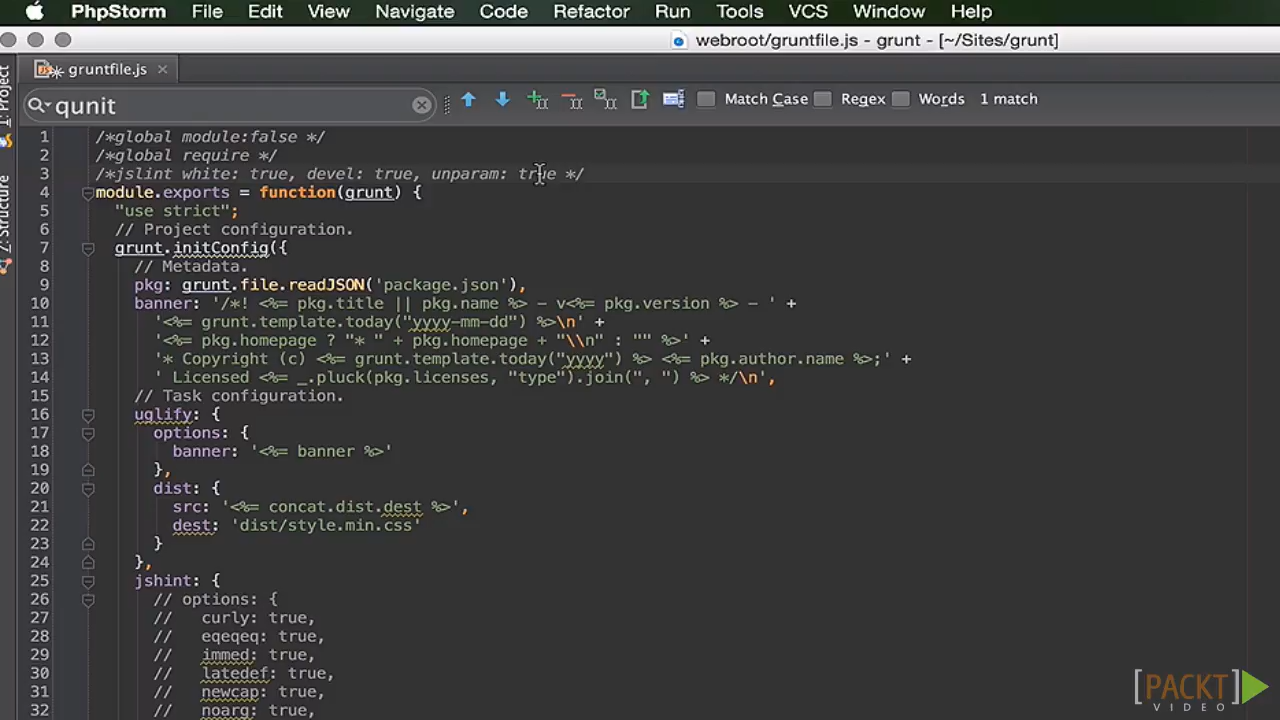 PhpStorm File Edit View Navigate Code Refactor Run Tools VCS Window Help
webroot/gruntfile.js - grunt - [~/Sites/grunt]
1: Project
gruntfile.js
qunit Match Case Regex Words 1 match
7: Structure
1 /*global module:false */
2 /*global require */
3 /*jslint white: true, devel: true, unparam: true */
4 module.exports = function(grunt) {
5 "use strict";
6 // Project configuration.
7 grunt.initConfig({
8 // Metadata.
9 pkg: grunt.file.readJSON('package.json'),
10 banner: '/*! <%= pkg.title || pkg.name %> - v<%= pkg.version %> - ' +
11 '<%= grunt.template.today("yyyy-mm-dd") %>\n' +
12 '<%= pkg.homepage ? "* " + pkg.homepage + "\\n" : "" %>' +
13 '* Copyright (c) <%= grunt.template.today("yyyy") %> <%= pkg.author.name %>;' +
14 ' Licensed <%= _.pluck(pkg.licenses, "type").join(", ") %> */\n',
15 // Task configuration.
16 uglify: {
17 options: {
18 banner: '<%= banner %>'
19 },
20 dist: {
21 src: '<%= concat.dist.dest %>',
22 dest: 'dist/style.min.css'
23 }
24 },
25 jshint: {
26 // options: {
27 // curly: true,
28 // eqeqeq: true,
29 // immed: true,
30 // latedef: true,
31 // newcap: true,
32 // noarg: true,
[PACKT]
VIDEO